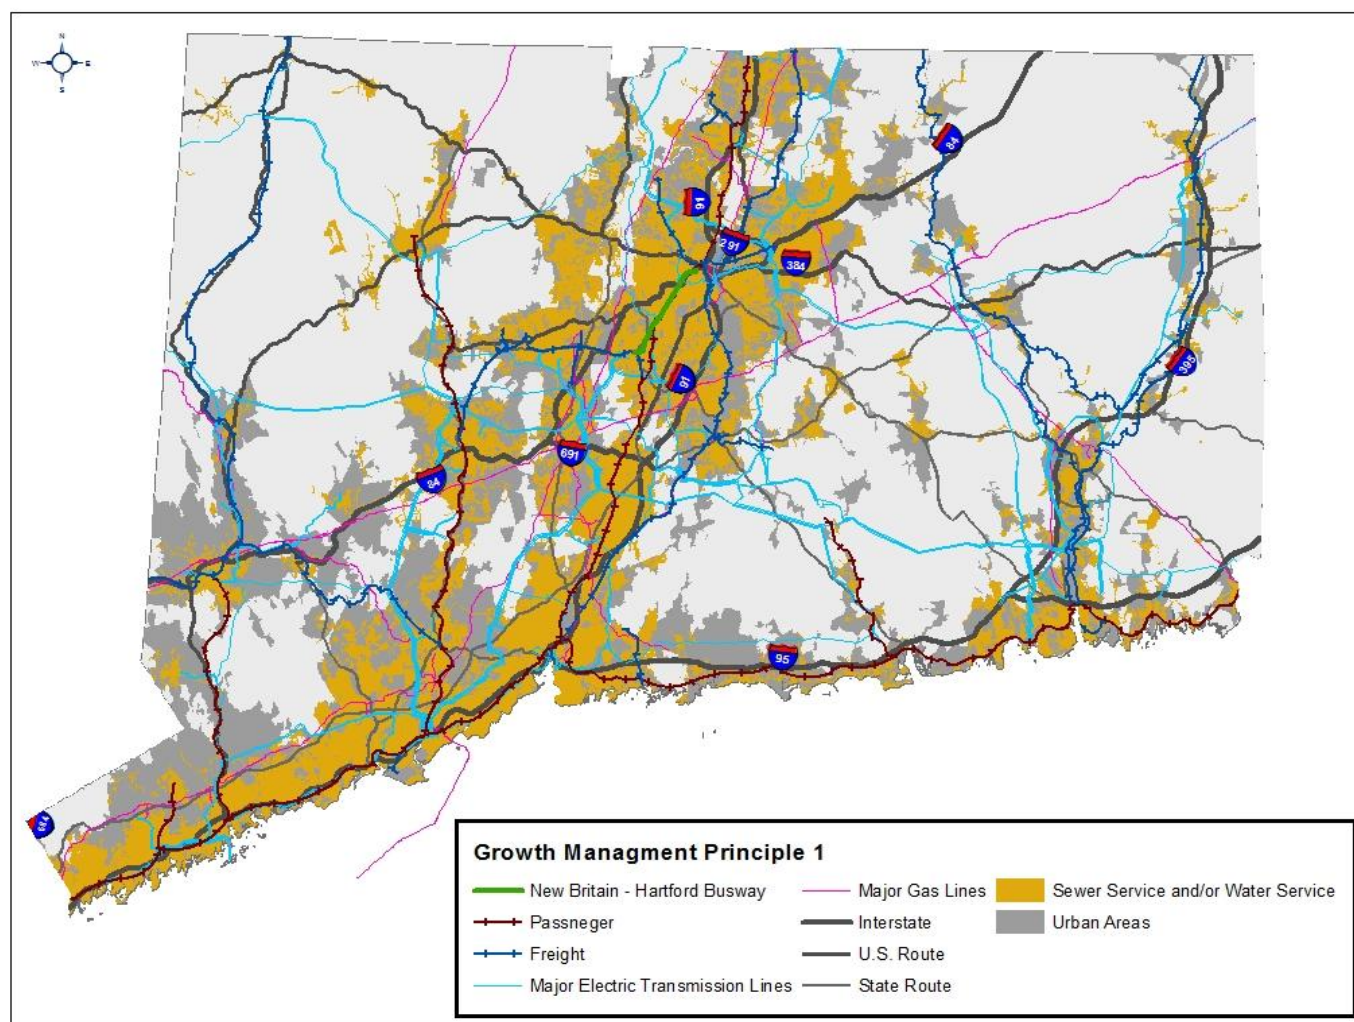 N
W E
S
84
91
291
384
91
395
691
84
95
684
Growth Managment Principle 1
New Britain - Hartford Busway
Major Gas Lines
Sewer Service and/or Water Service
Passneger
Interstate
Urban Areas
Freight
U.S. Route
Major Electric Transmission Lines
State Route